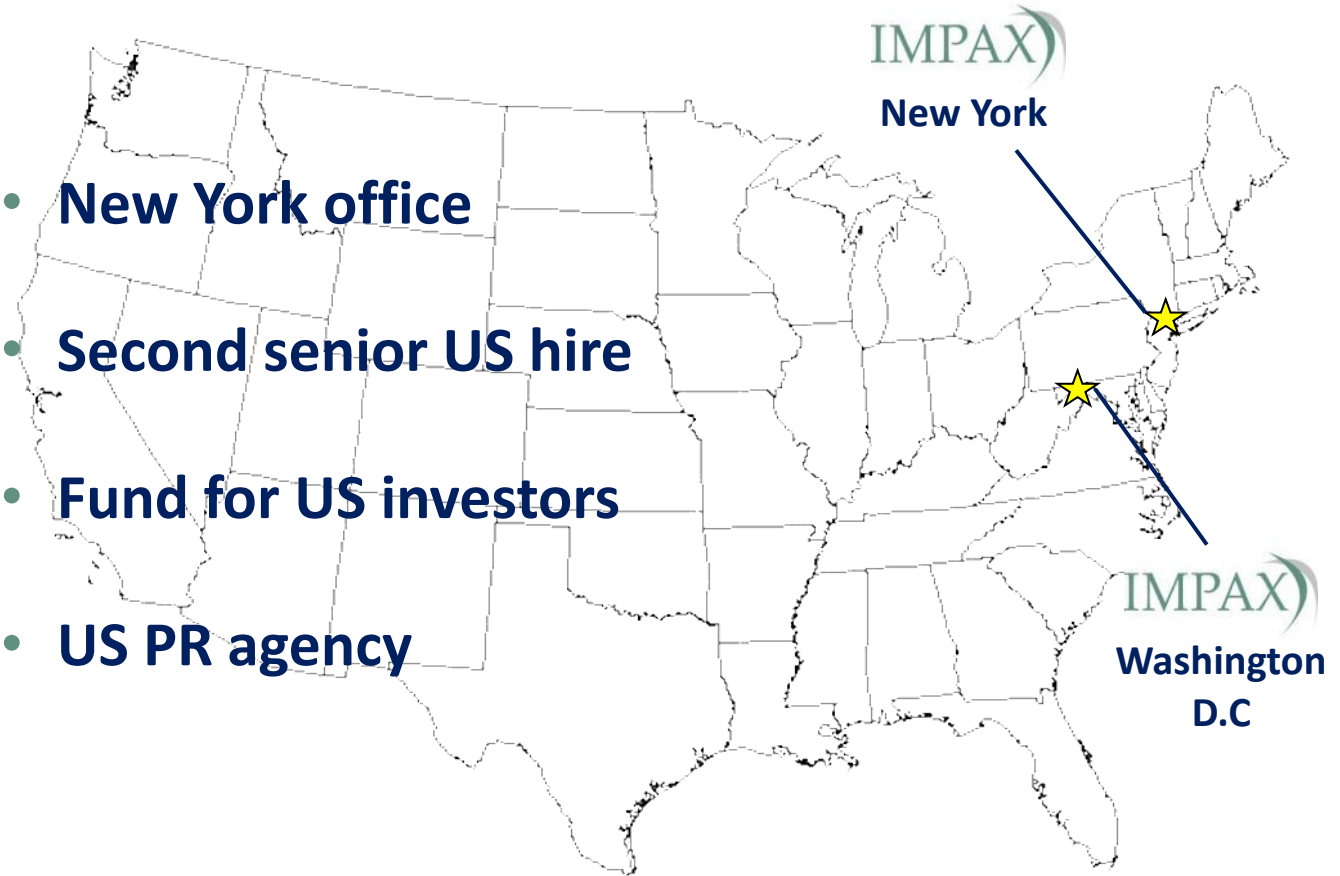 IMPAX
New York
• New York office
• Second senior US hire
• Fund for US investors
• US PR agency
IMPAX
Washington
D.C